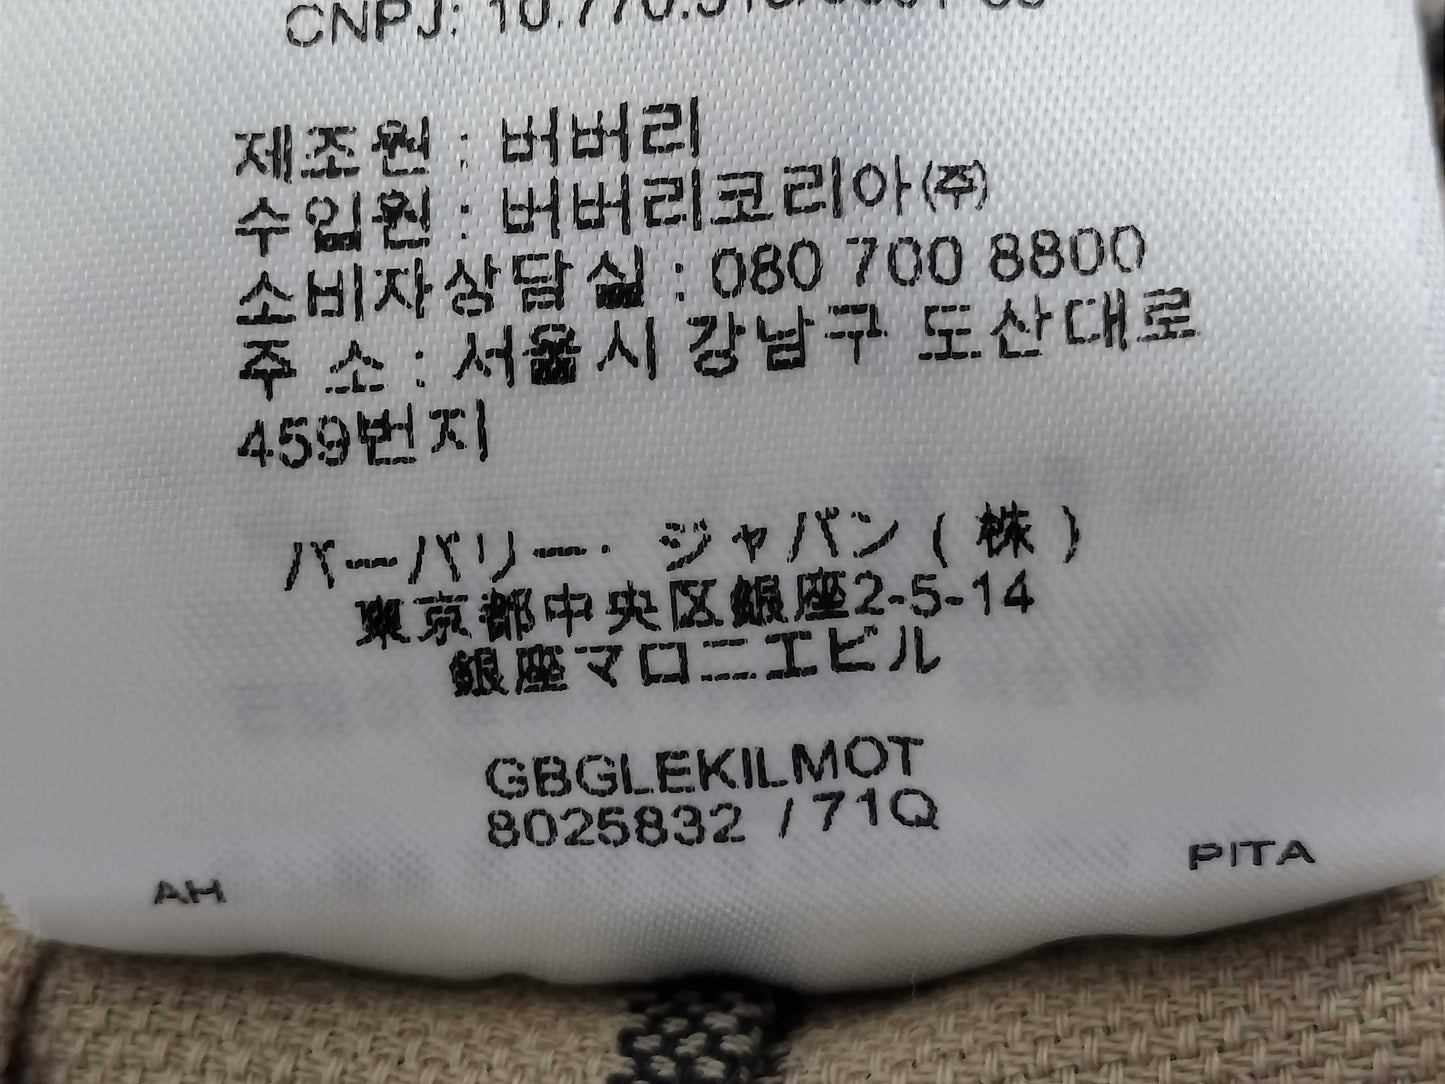 CNPJ:
제조원 : 버버리
수입원 : 버버리코리아(주)
소비자상담실 : 080 700 8800
주 소 : 서울시 강남구 도산대로
459번지
バーバリー・ ジャパン ( 株 )
東京都中央区銀座2-5-14
銀座マロニエビル
GBGLEKILMOT
8025832 / 71Q
AH
PITA